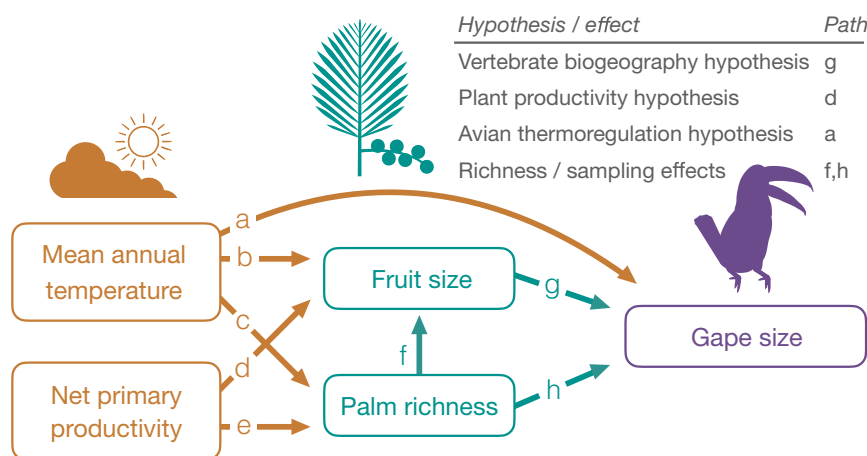 Hypothesis / effect Path
Vertebrate biogeography hypothesis g
Plant productivity hypothesis d
Avian thermoregulation hypothesis a
Richness / sampling effects f,h
a
Mean annual
temperature
b
Fruit size
g
c
Gape size
d
f
Net primary
productivity
e
Palm richness
h